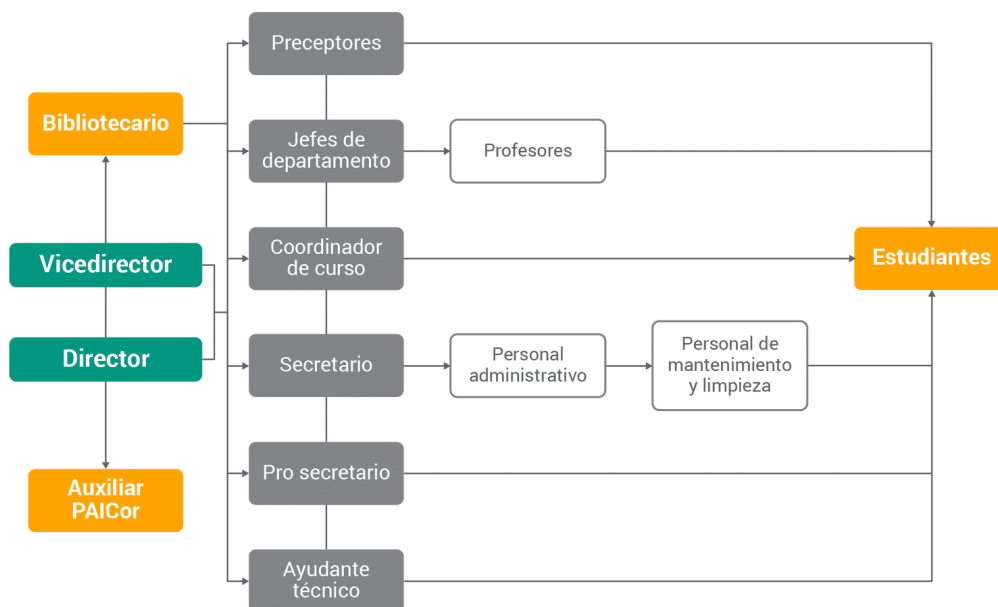 Preceptores
Bibliotecario
Jefes de
departamento
Profesores
Vicedirector
Coordinador
de curso
Estudiantes
Director
Secretario
Personal
administrativo
Personal de
mantenimiento
y limpieza
Auxiliar
PAICor
Pro secretario
Ayudante
técnico